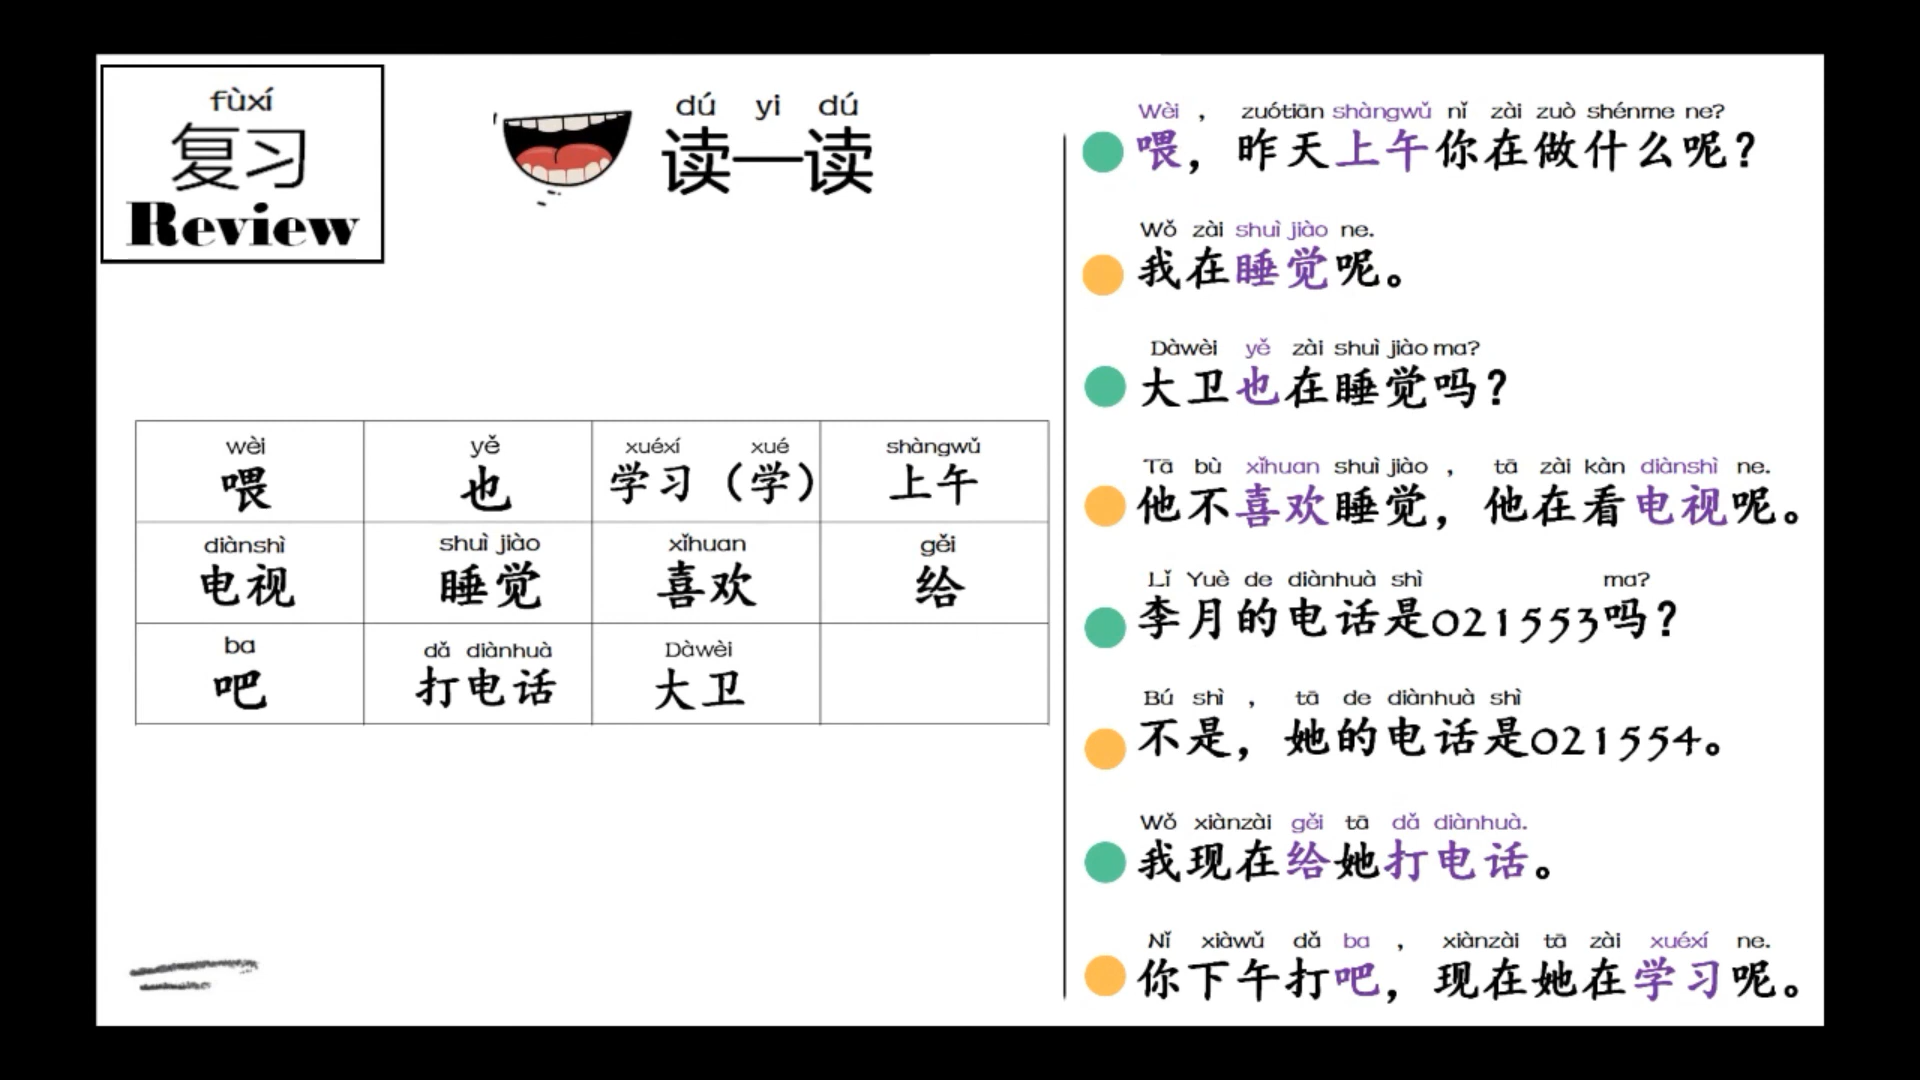 fùxí
复习
Review
dú yi dú
读一读
wèi yě xuéxí xué shàngwǔ
喂 也 学习（学） 上午
diànshì shuì jiào xǐhuan gěi
电视 睡觉 喜欢 给
ba dǎ diànhuà Dàwèi
吧 打电话 大卫
Wèi , zuótiān shàngwǔ nǐ zài zuò shénme ne?
喂，昨天上午你在做什么呢？
Wǒ zài shuì jiào ne.
我在睡觉呢。
Dàwèi yě zài shuì jiào ma?
大卫也在睡觉吗？
Tā bù xǐhuan shuì jiào , tā zài kàn diànshì ne.
他不喜欢睡觉，他在看电视呢。
Lǐ Yuè de diànhuà shì ma?
李月的电话是021553吗？
Bú shì , tā de diànhuà shì
不是，她的电话是021554。
Wǒ xiànzài gěi tā dǎ diànhuà.
我现在给她打电话。
Nǐ xiàwǔ dǎ ba , xiànzài tā zài xuéxí ne.
你下午打吧，现在她在学习呢。